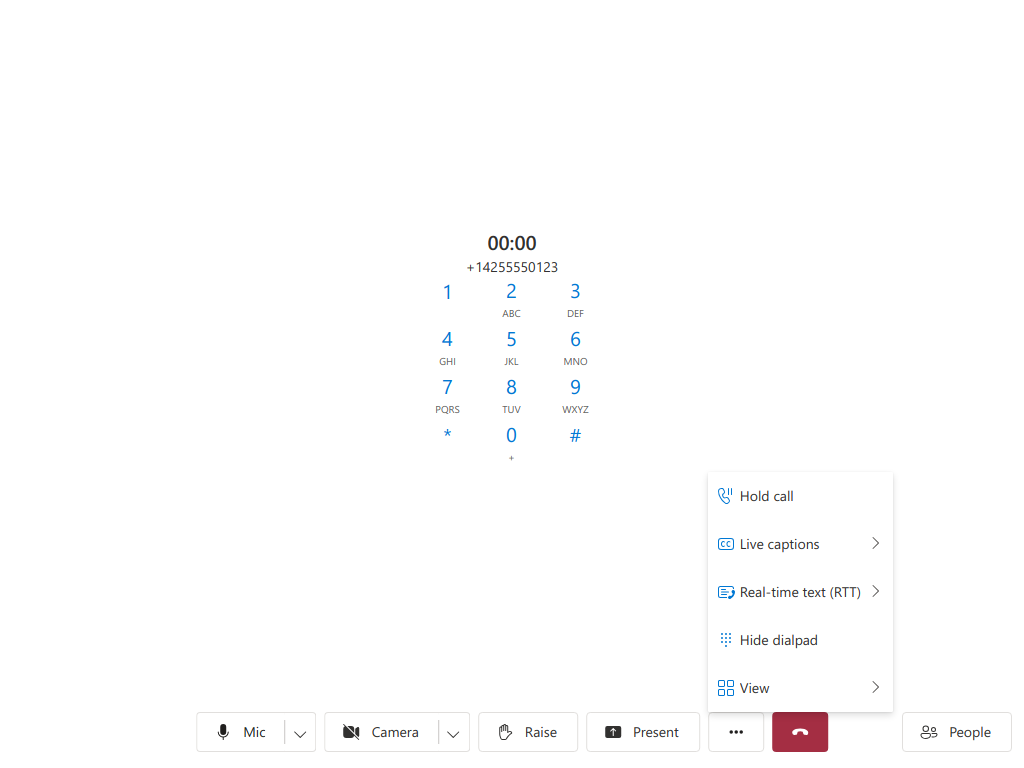 00:00
+14255550123
1 2 3
ABC DEF
4 5 6
GHI JKL MNO
7 8 9
PQRS TUV WXYZ
* 0 #
+
Hold call
CC Live captions
Real-time text (RTT)
Hide dialpad
View
Mic Camera Raise Present People